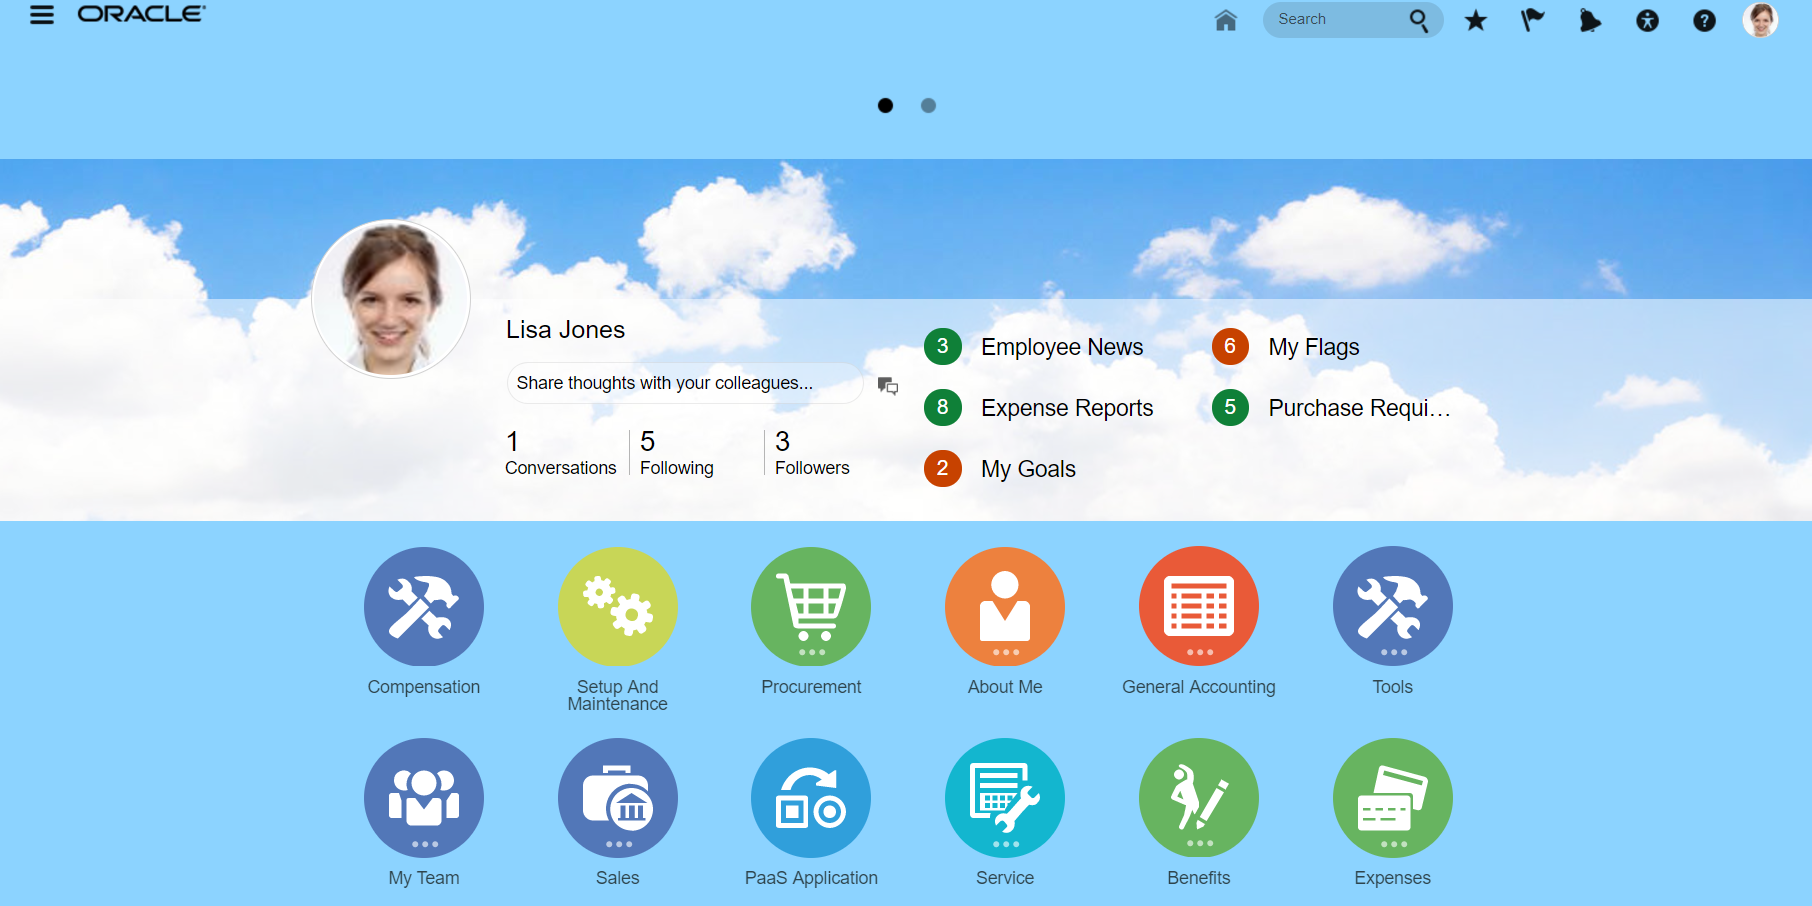 ORACLE
Search
?
Lisa Jones
Share thoughts with your colleagues...
1
Conversations
5
Following
3
Followers
3 Employee News
6 My Flags
8 Expense Reports
5 Purchase Requi...
2 My Goals
Compensation
Setup And
Maintenance
Procurement
About Me
General Accounting
Tools
My Team
Sales
PaaS Application
Service
Benefits
Expenses